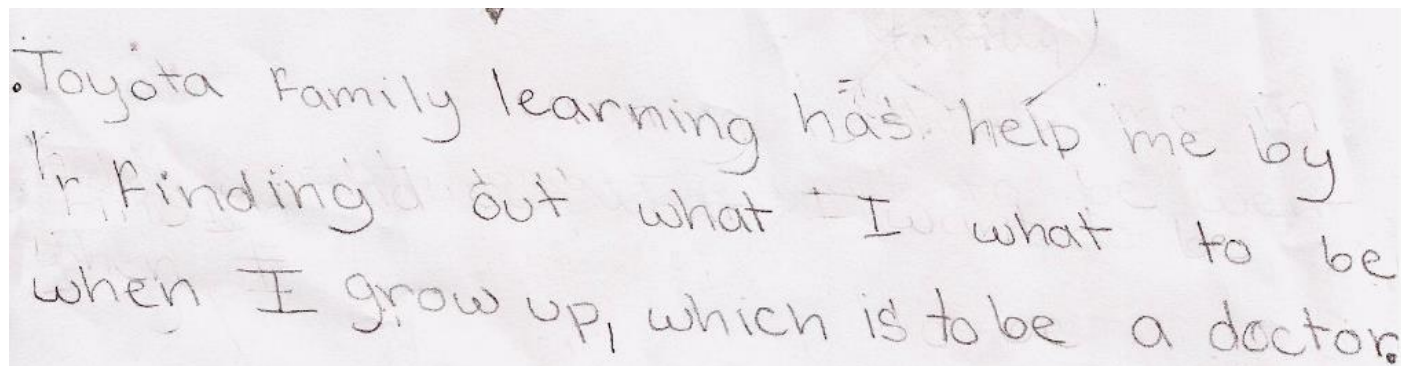 .Toyota Family learning has help me by
finding out what I what to be
when I grow up, which is to be a doctor.